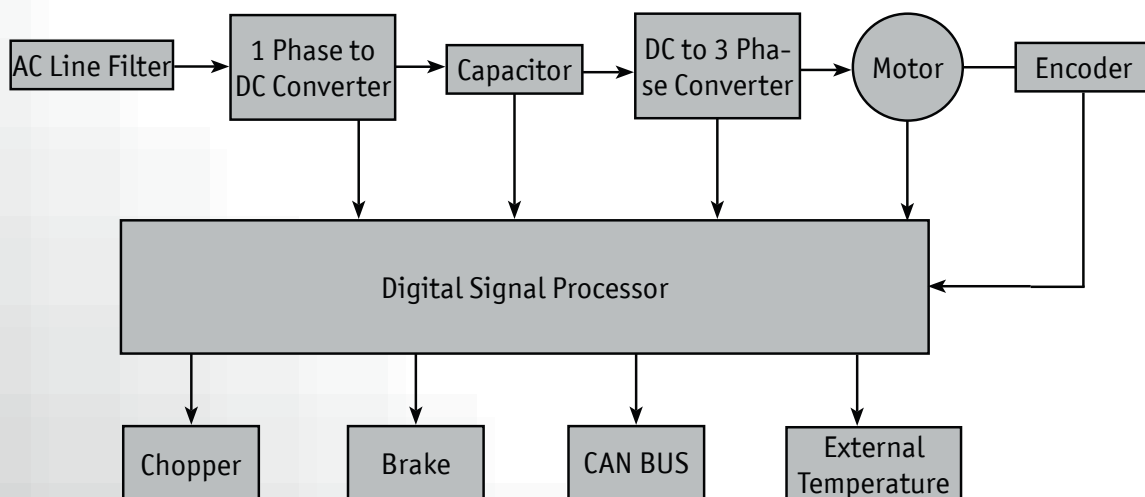 AC Line Filter
1 Phase to
DC Converter
Capacitor
DC to 3 Pha-
se Converter
Motor
Encoder
Digital Signal Processor
Chopper
Brake
CAN BUS
External
Temperature